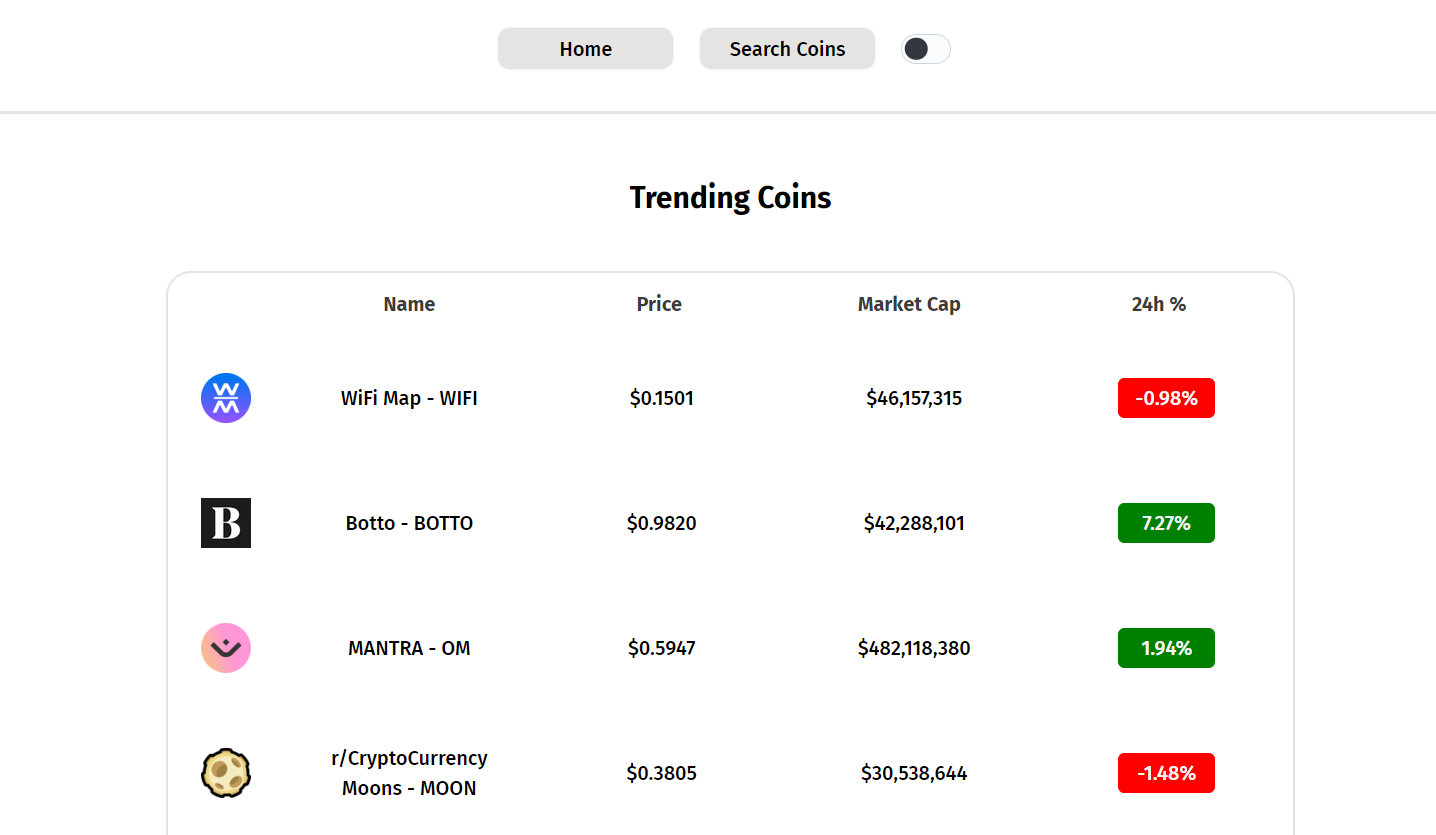 Home Search Coins
Trending Coins
Name Price Market Cap 24h %
WiFi Map - WIFI $0.1501 $46,157,315 -0.98%
B Botto - BOTTO $0.9820 $42,288,101 7.27%
MANTRA - OM $0.5947 $482,118,380 1.94%
r/CryptoCurrency
Moons - MOON $0.3805 $30,538,644 -1.48%